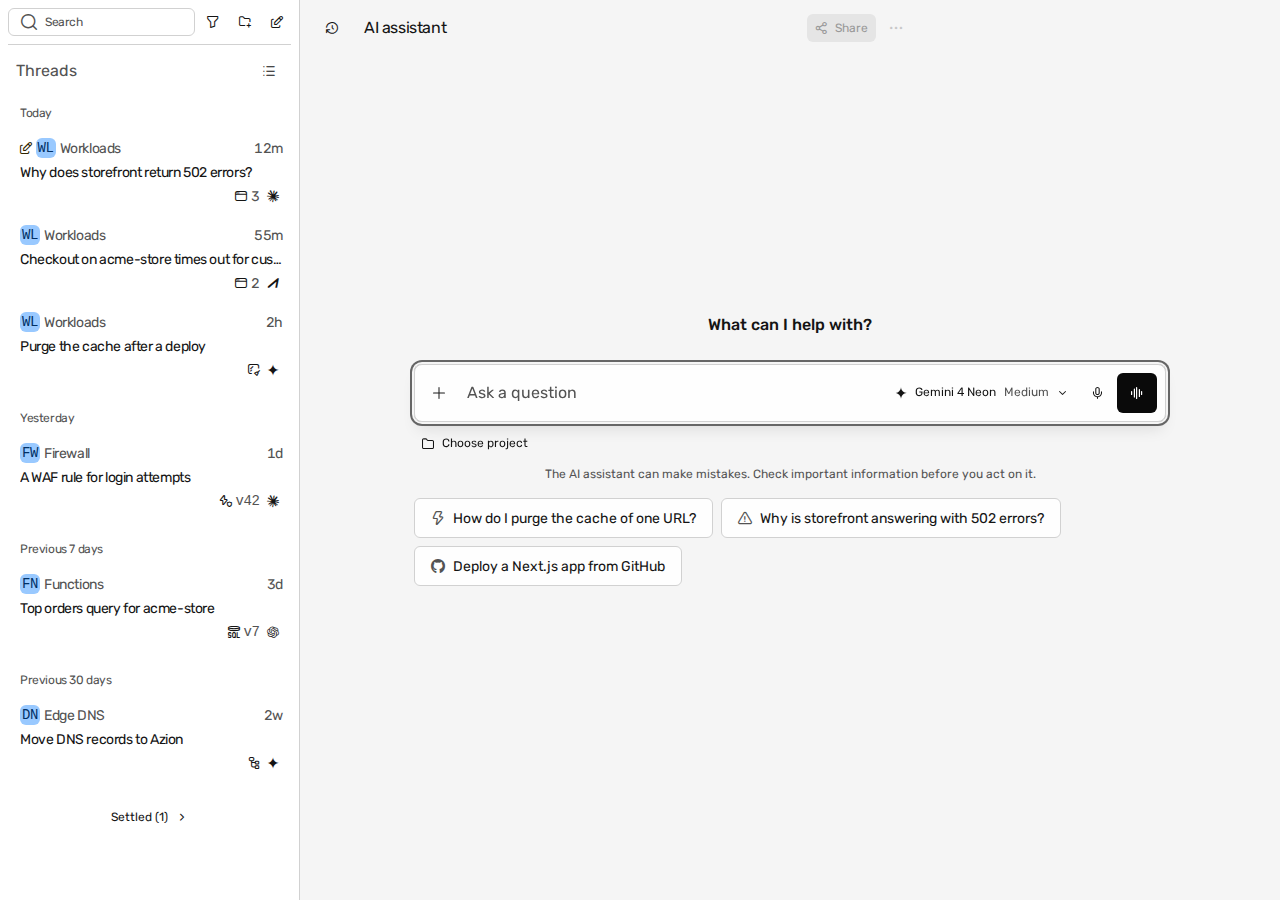 Search
AI assistant
Share
Threads
Today
WL Workloads 12m
Why does storefront return 502 errors?
3
WL Workloads 55m
Checkout on acme-store times out for cus…
2
WL Workloads 2h
Purge the cache after a deploy
Yesterday
FW Firewall 1d
A WAF rule for login attempts
v42
Previous 7 days
FN Functions 3d
Top orders query for acme-store
v7
Previous 30 days
DN Edge DNS 2w
Move DNS records to Azion
Settled (1)
What can I help with?
Ask a question
Gemini 4 Neon Medium
Choose project
The AI assistant can make mistakes. Check important information before you act on it.
How do I purge the cache of one URL?
Why is storefront answering with 502 errors?
Deploy a Next.js app from GitHub